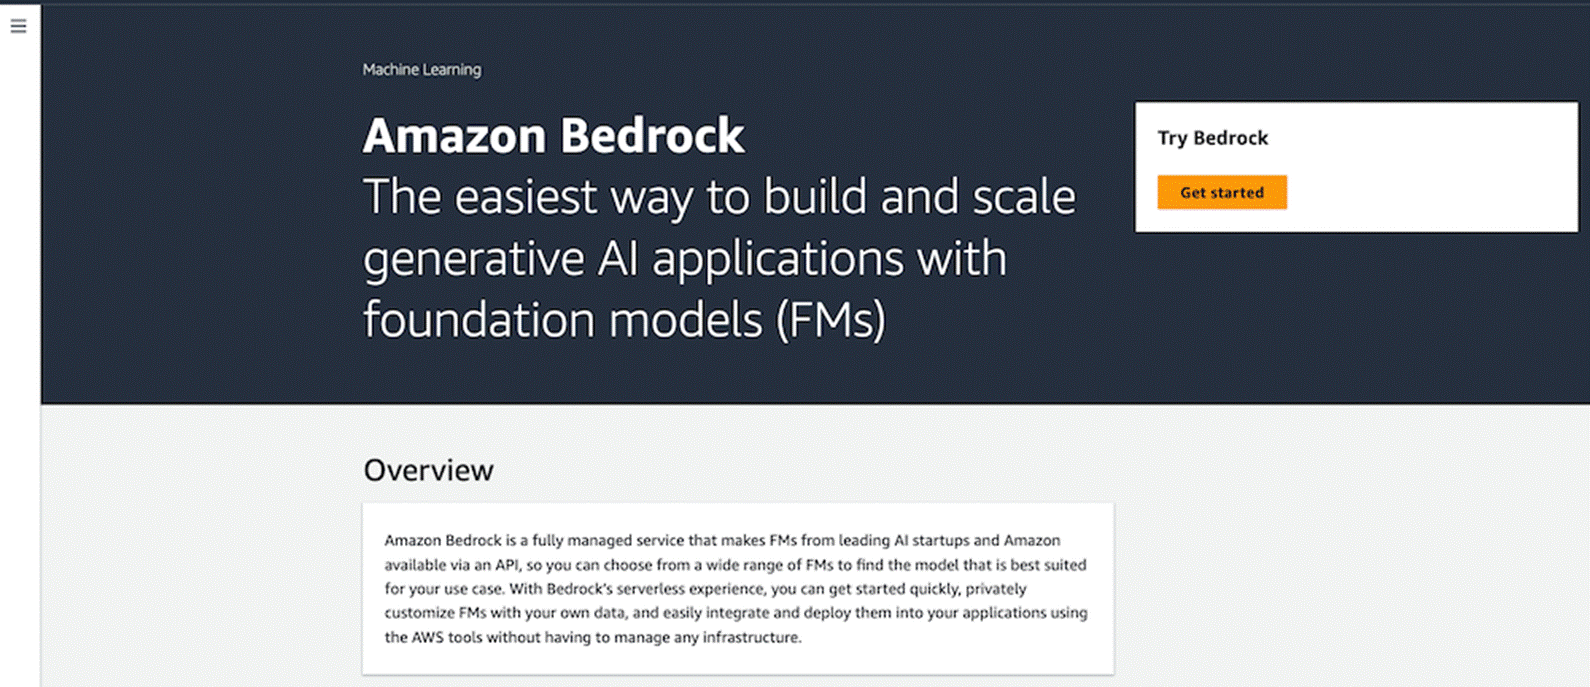 Machine Learning
Amazon Bedrock
The easiest way to build and scale
generative AI applications with
foundation models (FMs)
Try Bedrock
Get started
Overview
Amazon Bedrock is a fully managed service that makes FMs from leading AI startups and Amazon
available via an API, so you can choose from a wide range of FMs to find the model that is best suited
for your use case. With Bedrock's serverless experience, you can get started quickly, privately
customize FMs with your own data, and easily integrate and deploy them into your applications using
the AWS tools without having to manage any infrastructure.